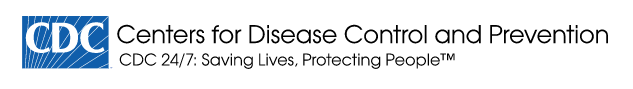 CDC Centers for Disease Control and Prevention
CDC 24/7: Saving Lives, Protecting People™